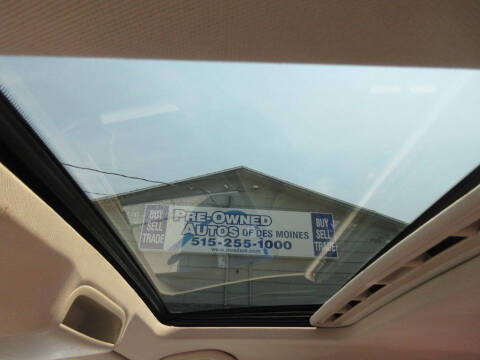 BUY
SELL
TRADE
PRE-OWNED
AUTOS OF DES MOINES
515-255-1000
BUY
SELL
TRADE